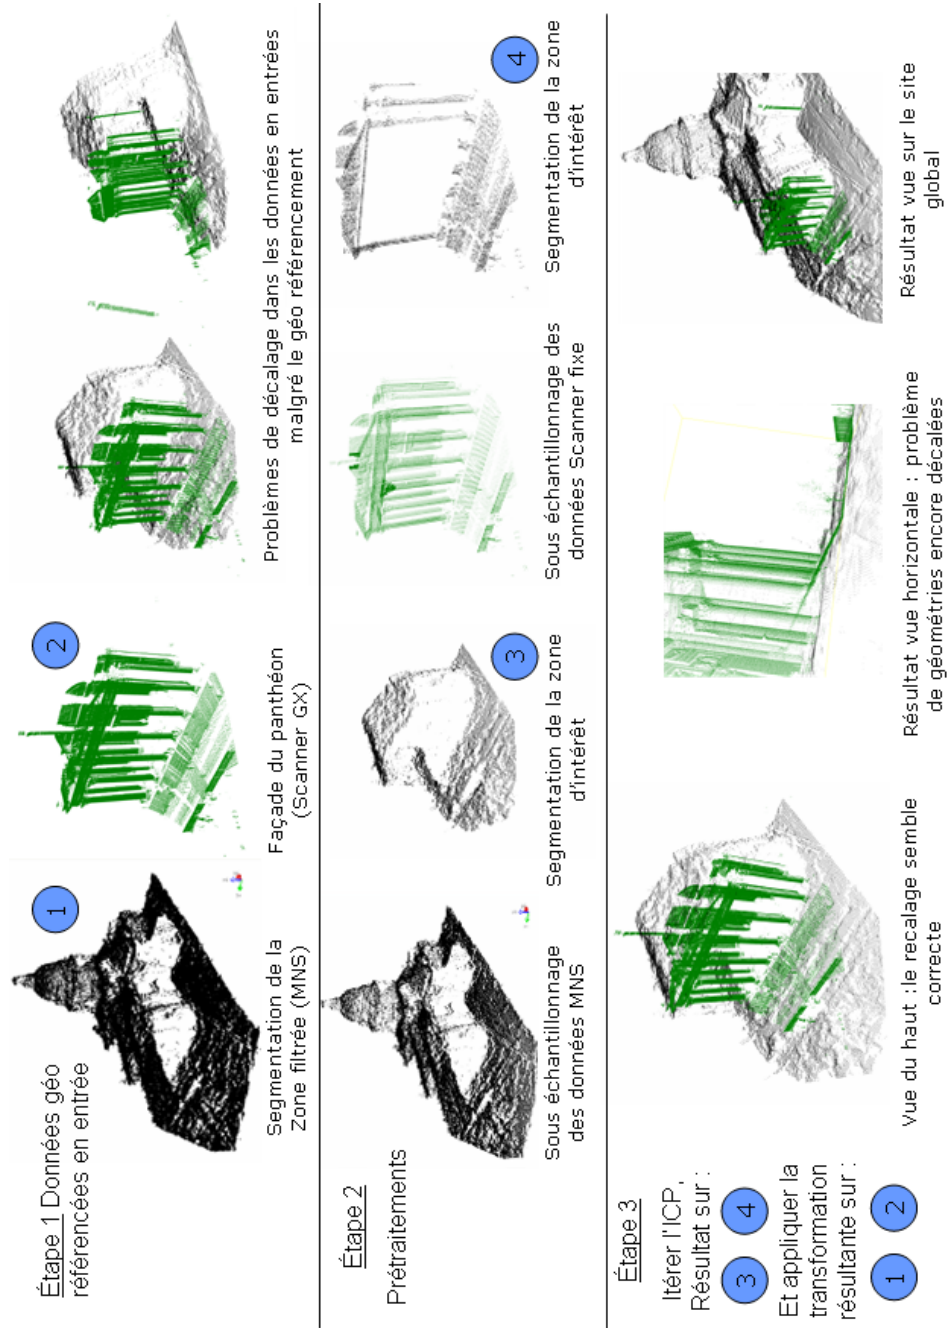 Étape 1 Données géo
référencées en entrée
1
Segmentation de la
Zone filtrée (MNS)
2
Façade du panthéon
(Scanner GX)
Problèmes de décalage dans les données en entrées
malgré le géo référencement
Étape 2
Prétraitements
Sous échantillonnage
des données MNS
3
Segmentation de la zone
d'intérêt
Sous échantillonnage des
données Scanner fixe
4
Segmentation de la zone
d'intérêt
Étape 3
Itérer l'ICP,
Résultat sur :
3 4
Et appliquer la
transformation
résultante sur :
1 2
Vue du haut :le recalage semble
correcte
Résultat vue horizontale : problème
de géométries encore décalées
Résultat vue sur le site
global